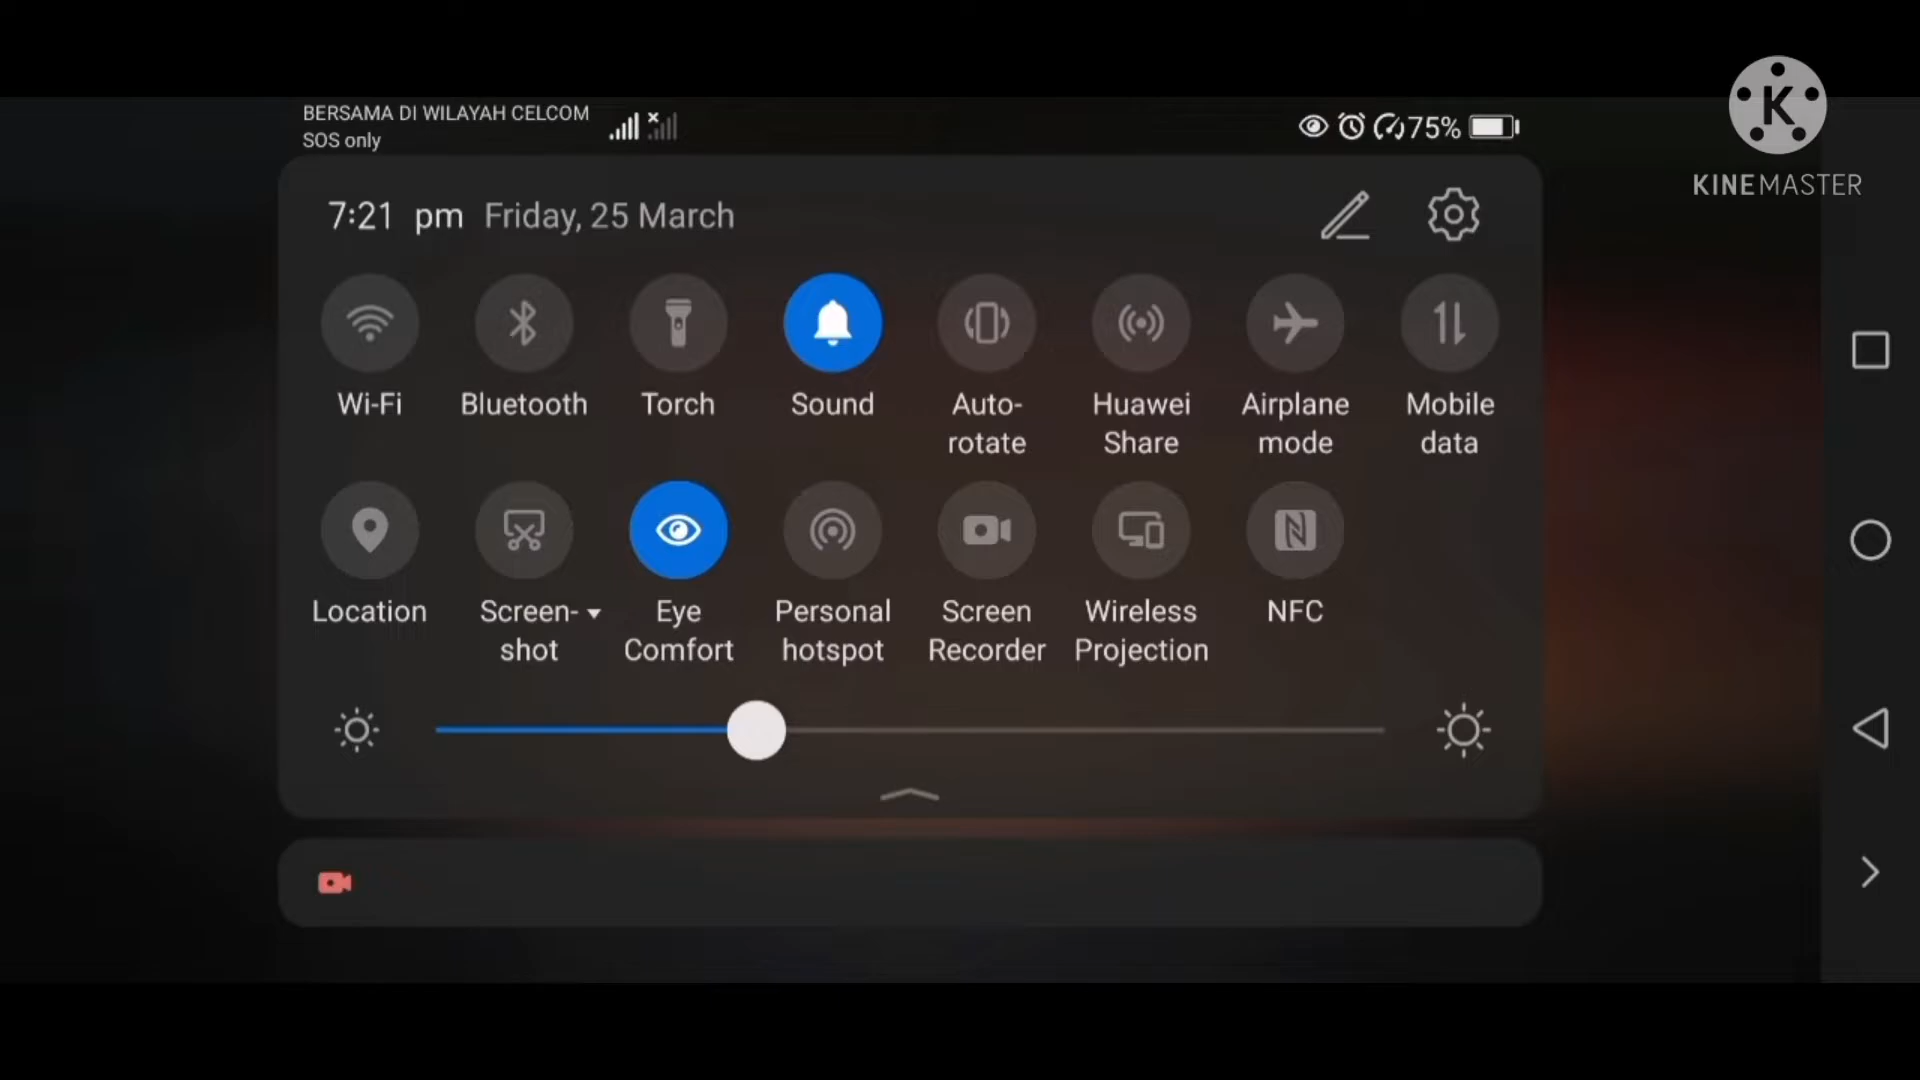 BERSAMA DI WILAYAH CELCOM
SOS only
75%
K
KINEMASTER
7:21 pm Friday, 25 March
Wi-Fi
Bluetooth
Torch
Sound
Auto-
rotate
Huawei
Share
Airplane
mode
Mobile
data
Location
Screen-
shot
Eye
Comfort
Personal
hotspot
Screen
Recorder
Wireless
Projection
NFC